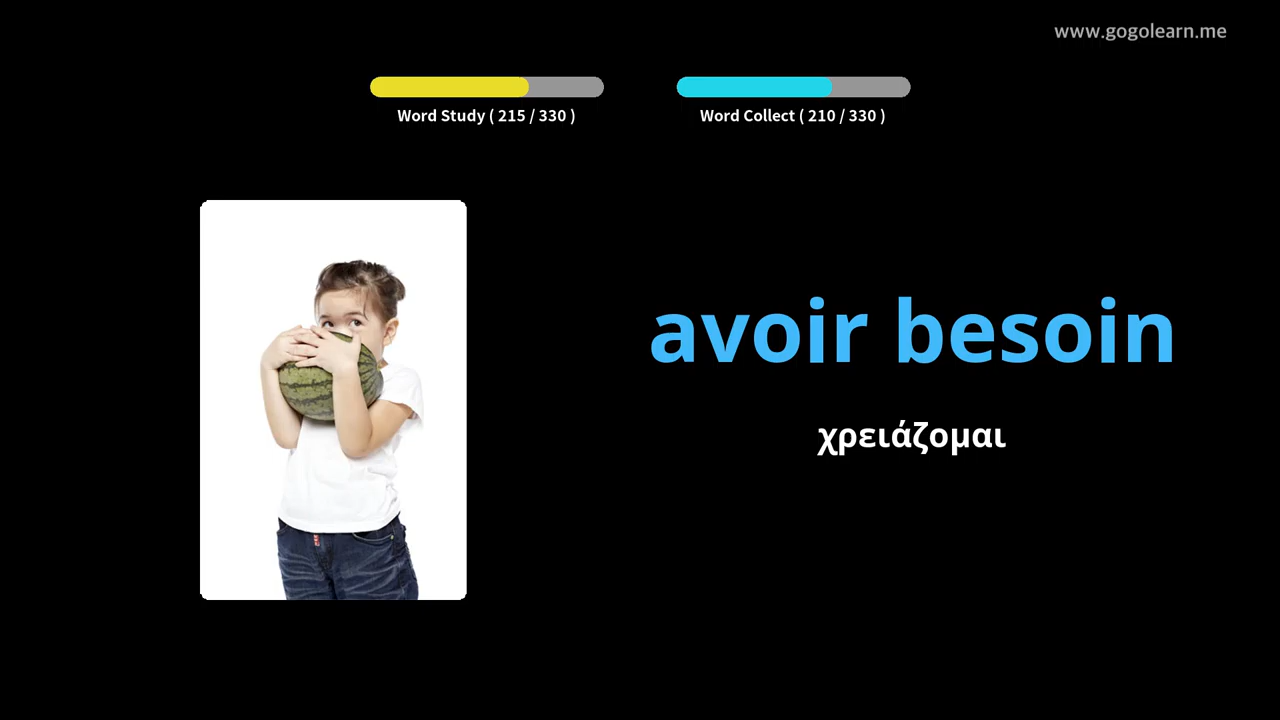 www.gogolearn.me
Word Study ( 215 / 330 )
Word Collect ( 210 / 330 )
avoir besoin
χρειάζομαι